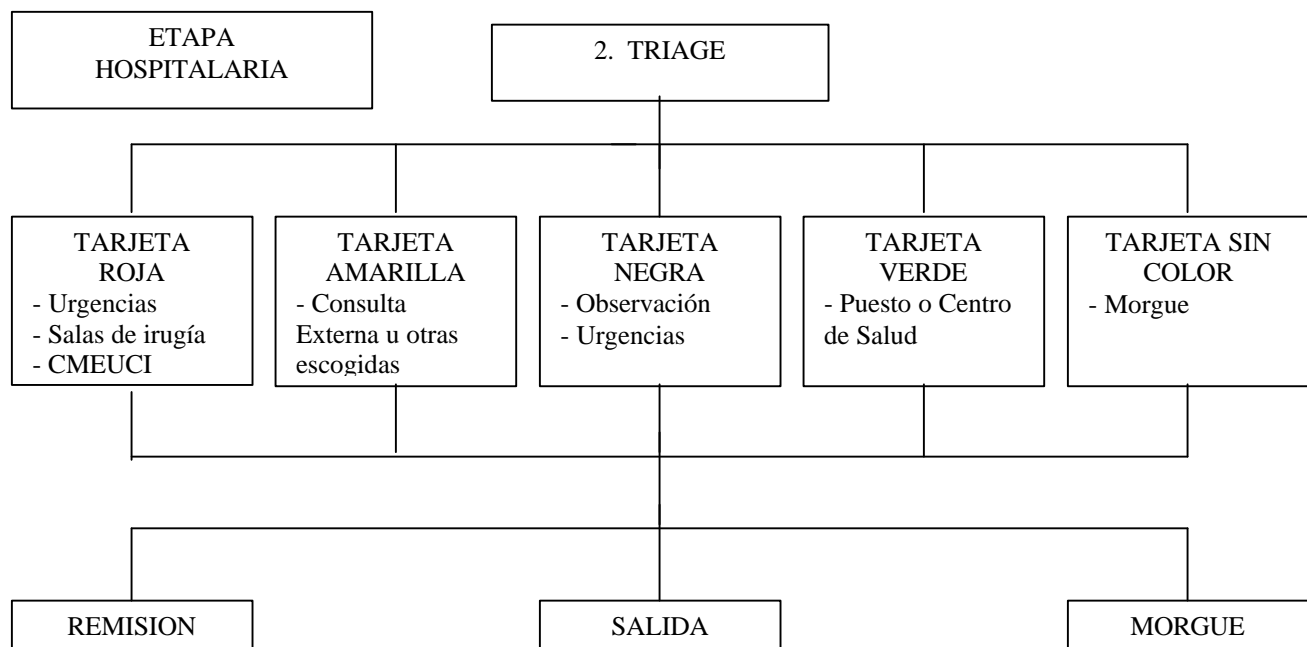 ETAPA
HOSPITALARIA
2. TRIAGE
TARJETA
ROJA
- Urgencias
- Salas de irugía
- CMEUCI
TARJETA
AMARILLA
- Consulta
Externa u otras
escogidas
TARJETA
NEGRA
- Observación
- Urgencias
TARJETA
VERDE
- Puesto o Centro
de Salud
TARJETA SIN
COLOR
- Morgue
REMISION
SALIDA
MORGUE